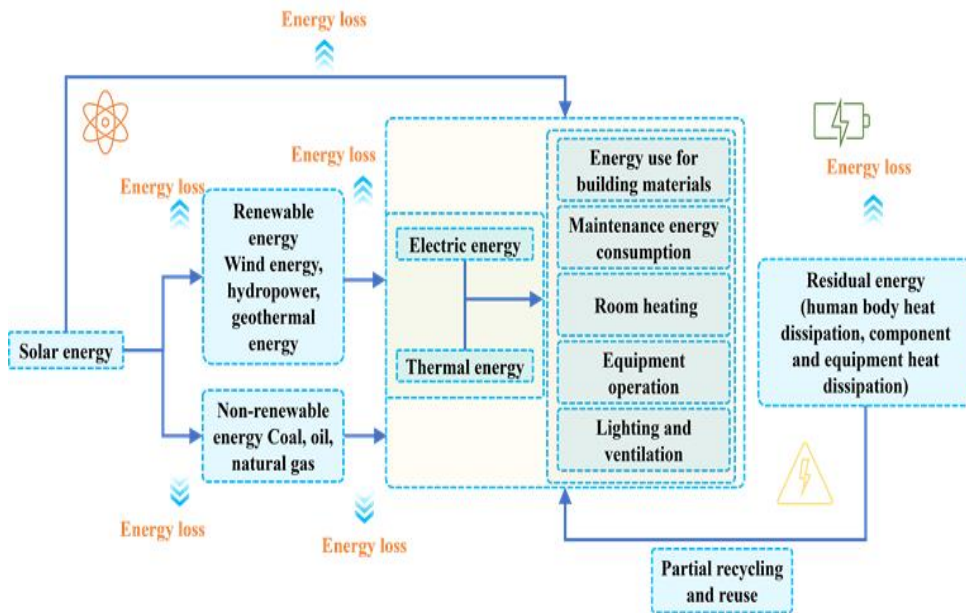 Energy loss
Energy loss
Energy loss
Energy loss
Solar energy
Renewable
energy
Wind energy,
hydropower,
geothermal
energy
Non-renewable
energy Coal, oil,
natural gas
Energy loss
Energy loss
Electric energy
Thermal energy
Energy use for
building materials
Maintenance energy
consumption
Room heating
Equipment
operation
Lighting and
ventilation
Residual energy
(human body heat
dissipation, component
and equipment heat
dissipation)
Partial recycling
and reuse